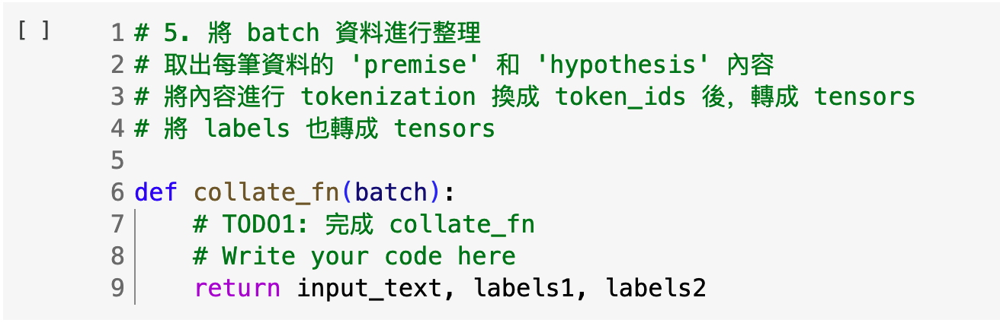 [ ] 1 # 5. 將 batch 資料進行整理
2 # 取出每筆資料的 'premise' 和 'hypothesis' 內容
3 # 將內容進行 tokenization 換成 token_ids 後，轉成 tensors
4 # 將 labels 也轉成 tensors
5
6 def collate_fn(batch):
7     # TODO1: 完成 collate_fn
8     # Write your code here
9     return input_text, labels1, labels2